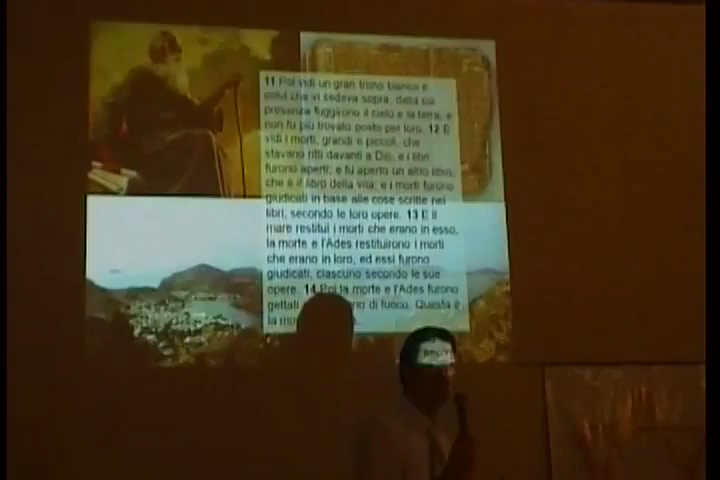 11 Poi vidi un gran trono bianco e
colui che vi sedeva sopra, dalla cui
presenza fuggirono il cielo e la terra, e
non fu più trovato posto per loro. 12 E
vidi i morti, grandi e piccoli, che
stavano ritti davanti a Dio, e i libri
furono aperti; e fu aperto un altro libro,
che è il libro della vita; e i morti furono
giudicati in base alle cose scritte nei
libri, secondo le loro opere. 13 E il
mare restituì i morti che erano in esso,
la morte e l'Ades restituirono i morti
che erano in loro, ed essi furono
giudicati, ciascuno secondo le sue
opere. 14 Poi la morte e l'Ades furono
gettati di fuoco. Questa è
la